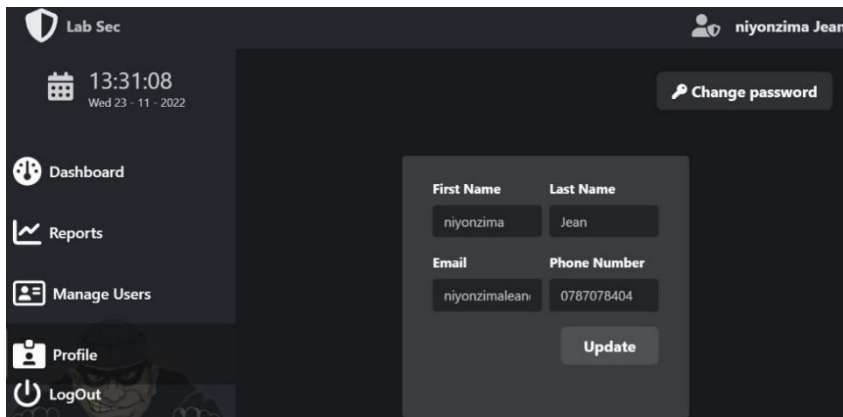 Lab Sec
niyonzima Jean
13:31:08
Wed 23 - 11 - 2022
Change password
Dashboard
Reports
Manage Users
Profile
LogOut
First Name Last Name
niyonzima Jean
Email Phone Number
niyonzimalean 0787078404
Update